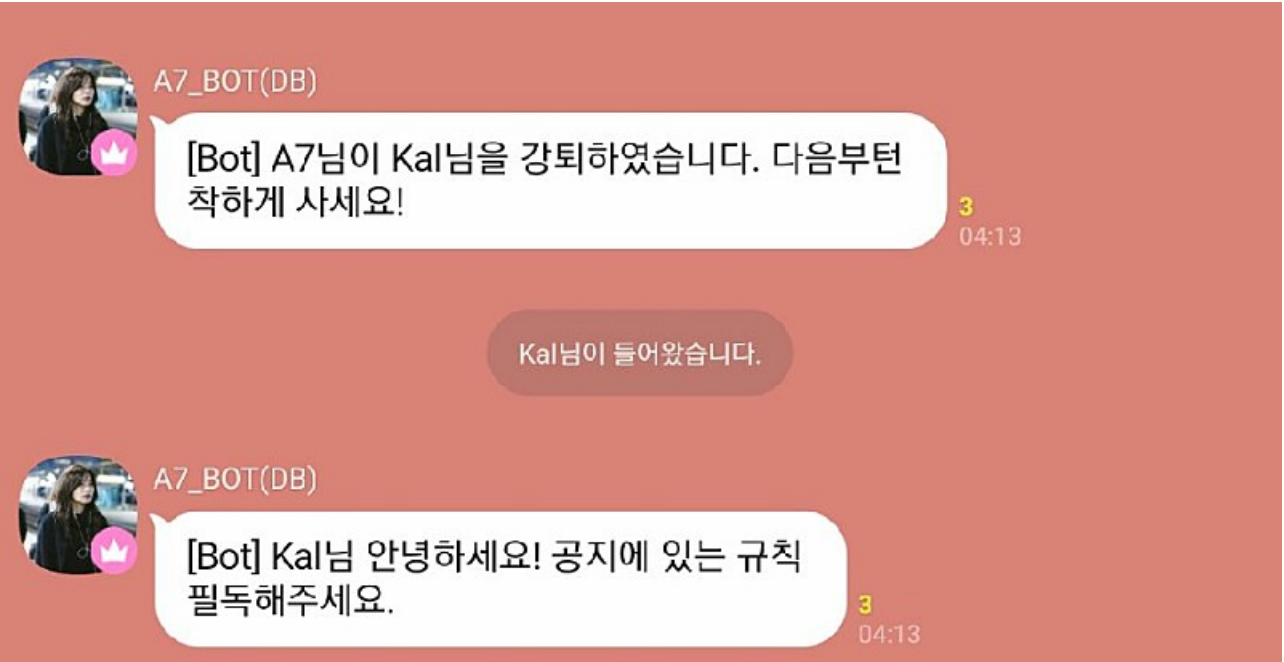 A7_BOT(DB)
[Bot] A7님이 Kal님을 강퇴하였습니다. 다음부턴
착하게 사세요!
3
04:13
Kal님이 들어왔습니다.
A7_BOT(DB)
[Bot] Kal님 안녕하세요! 공지에 있는 규칙
필독해주세요.
3
04:13